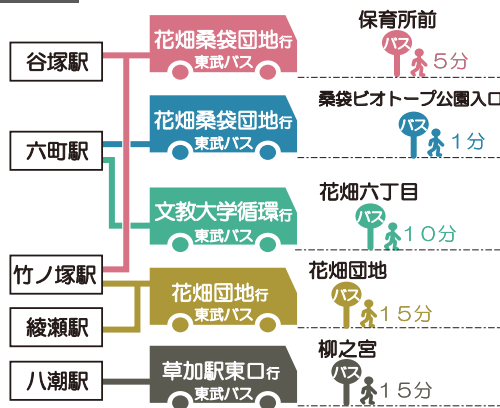 谷塚駅
花畑桑袋団地行
東武バス
保育所前
バス
5分
六町駅
花畑桑袋団地行
東武バス
桑袋ビオトープ公園入口
バス
1分
文教大学循環行
東武バス
花畑六丁目
バス
10分
竹ノ塚駅
花畑団地行
東武バス
花畑団地
バス
15分
綾瀬駅
八潮駅
草加駅東口行
東武バス
柳之宮
バス
15分